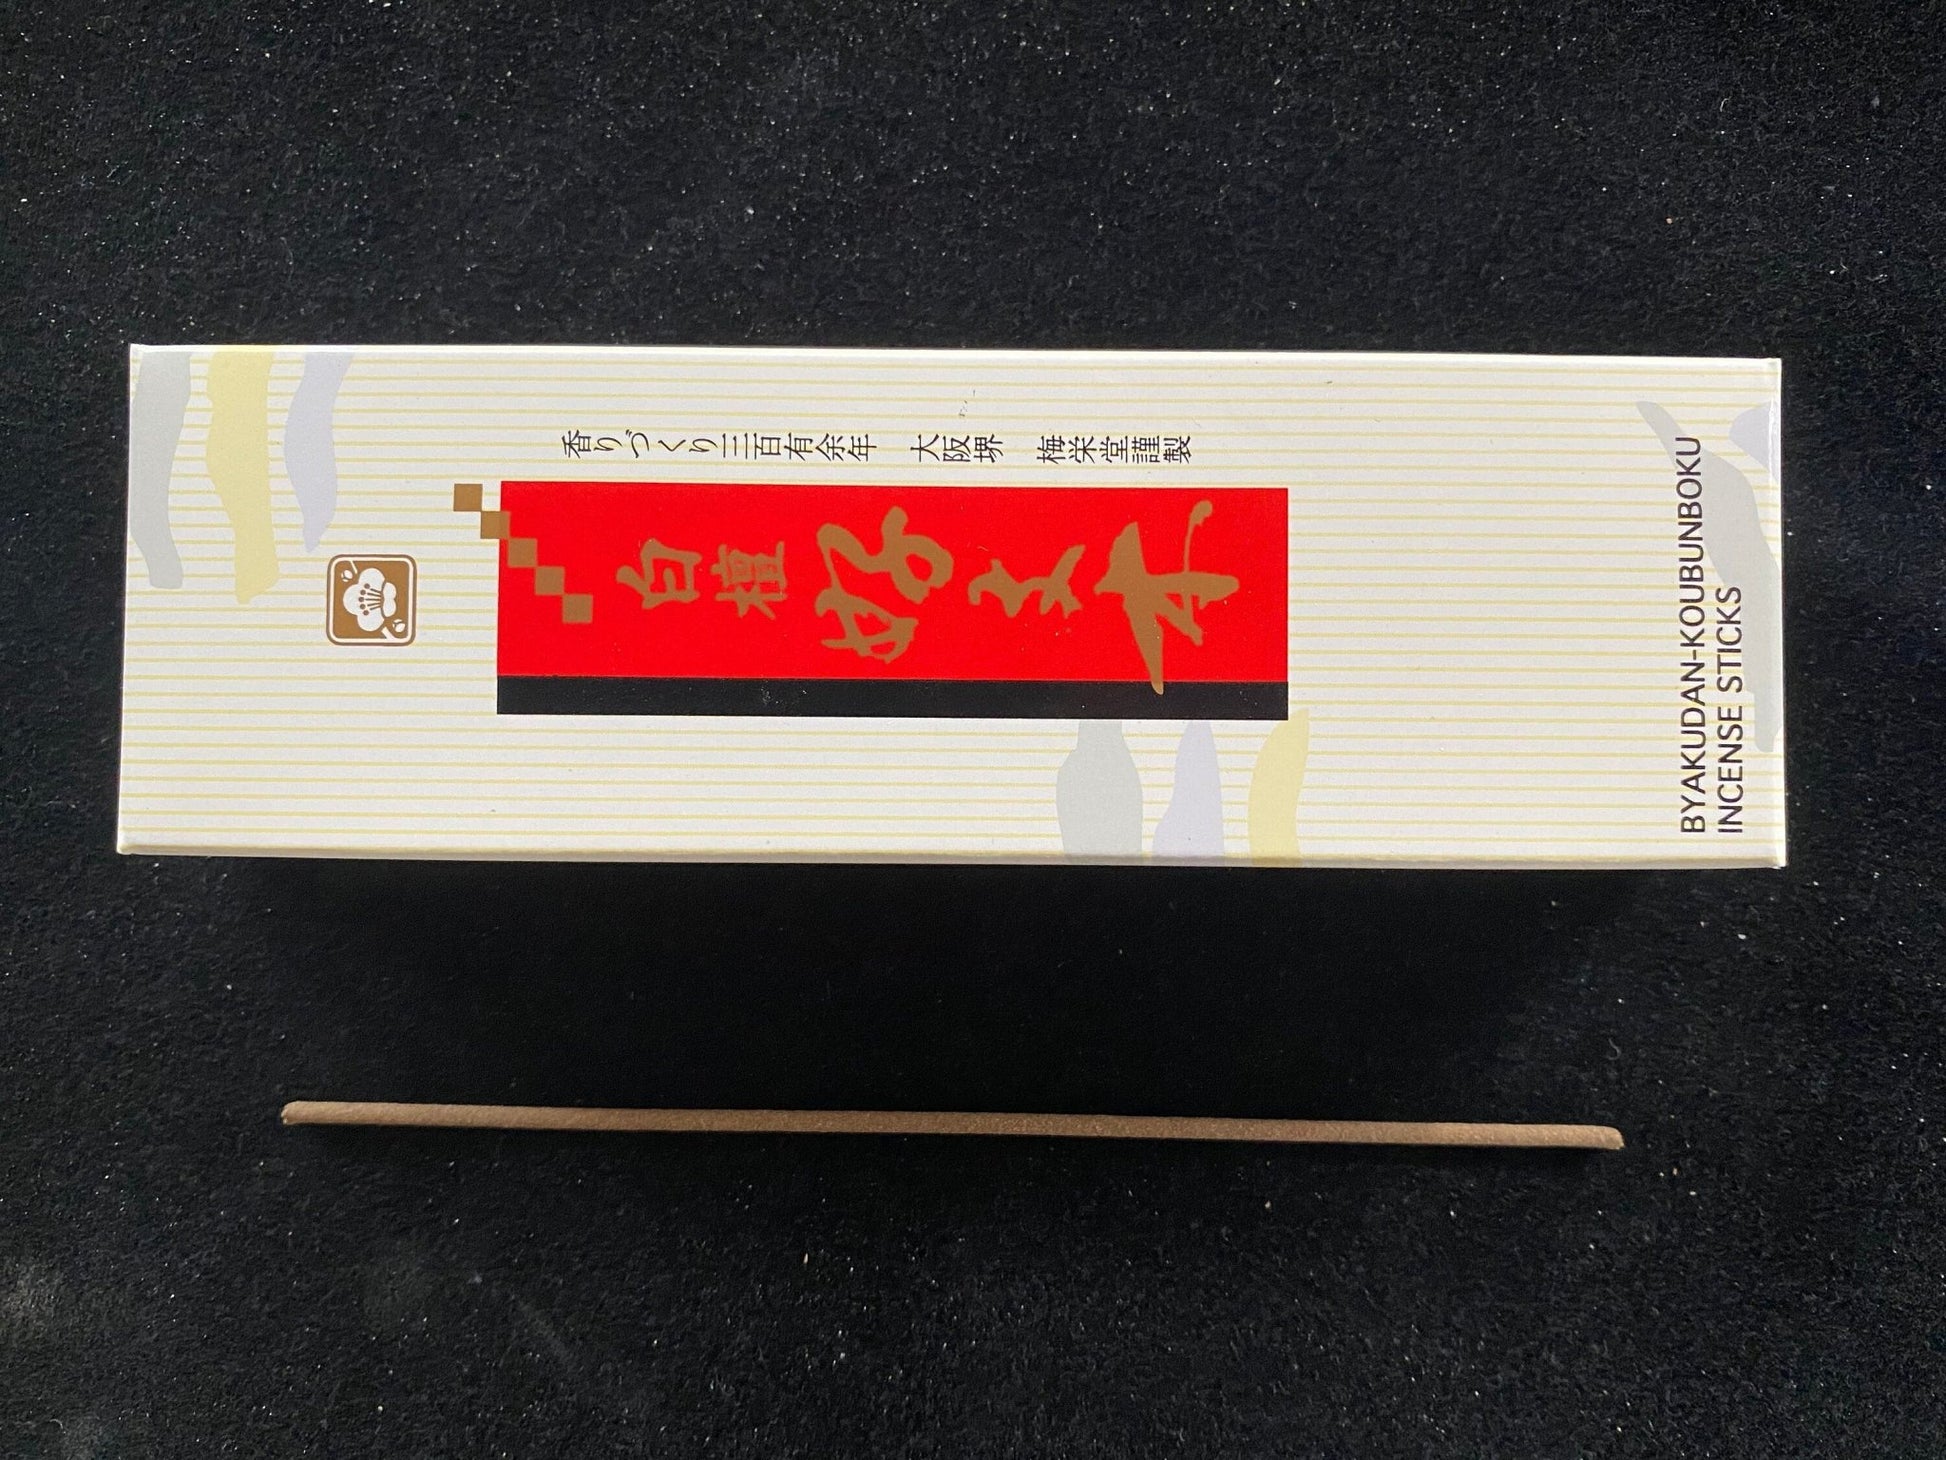 香りづくり三百有余年　大阪堺　梅栄堂謹製
白檀
好文木
BYAKUDAN-KOUBUNBOKU
INCENSE STICKS